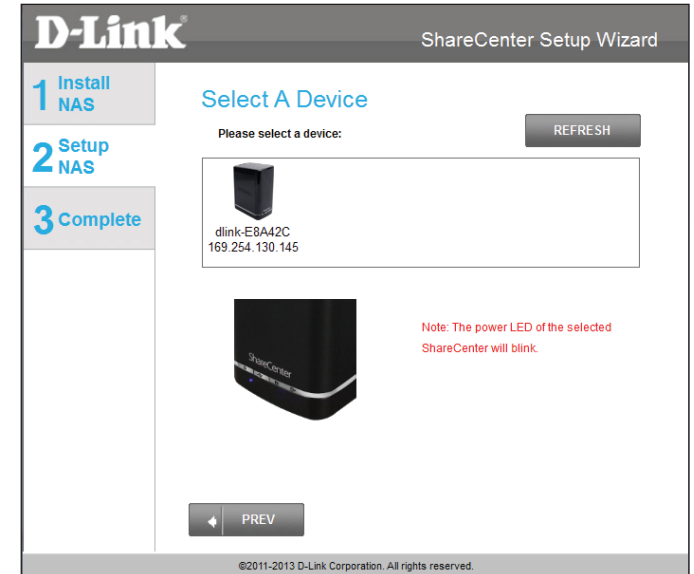 D-Link®
ShareCenter Setup Wizard
1 Install
NAS
2 Setup
NAS
3 Complete
Select A Device
Please select a device:
REFRESH
dlink-E8A42C
169.254.130.145
ShareCenter
Note: The power LED of the selected
ShareCenter will blink.
PREV
©2011-2013 D-Link Corporation. All rights reserved.